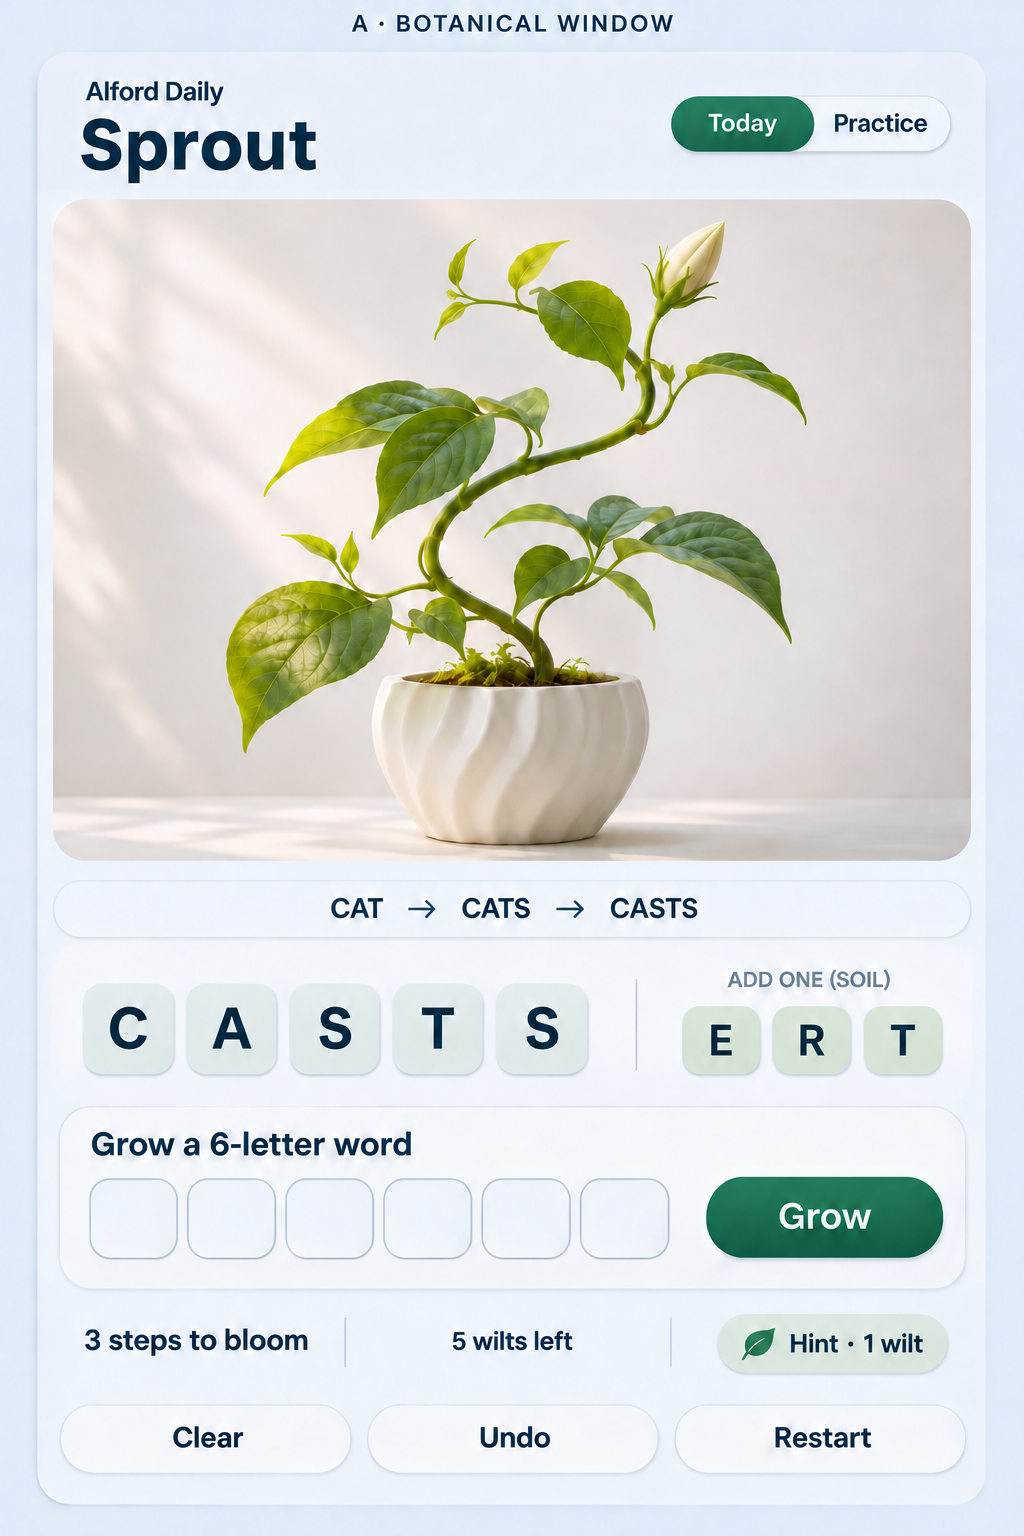 A · BOTANICAL WINDOW
Alford Daily
Sprout
Today Practice
CAT → CATS → CASTS
ADD ONE (SOIL)
C A S T S
E R T
Grow a 6-letter word
Grow
3 steps to bloom
5 wilts left
Hint · 1 wilt
Clear
Undo
Restart